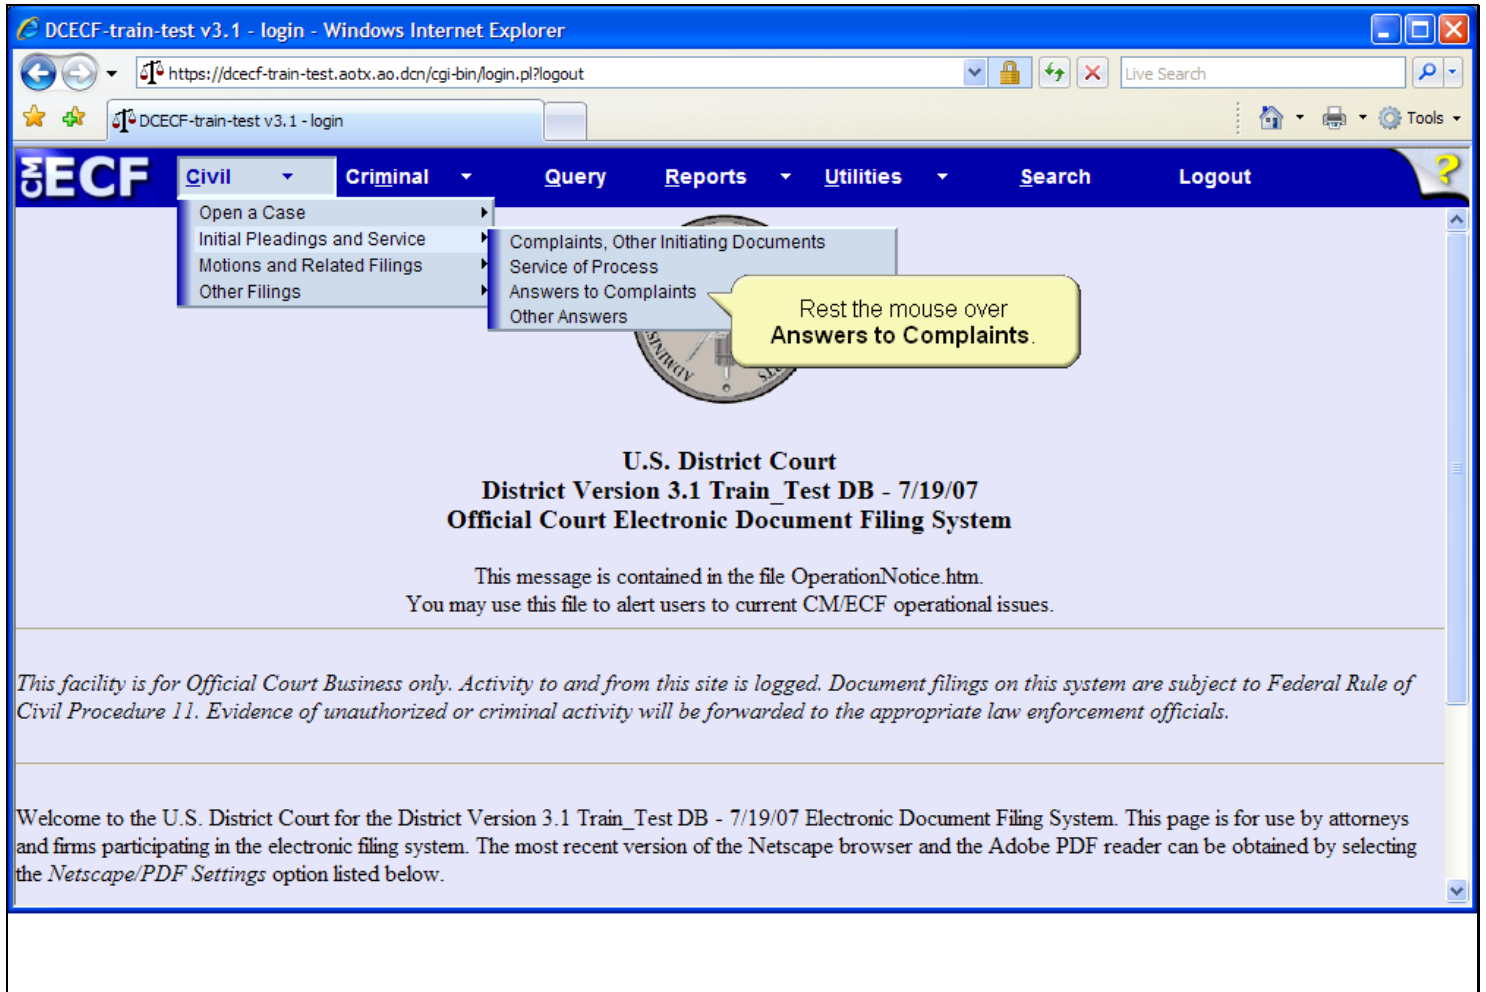 DCECF-train-test v3.1 - login - Windows Internet Explorer
https://dcecf-train-test.aotx.ao.dcn/cgi-bin/login.pl?logout
Live Search
DCECF-train-test v3.1 - login
Tools
CM ECF Civil Criminal Query Reports Utilities Search Logout ?
Open a Case
Initial Pleadings and Service
Motions and Related Filings
Other Filings
Complaints, Other Initiating Documents
Service of Process
Answers to Complaints
Other Answers
Rest the mouse over
Answers to Complaints.
U.S. District Court
District Version 3.1 Train_Test DB - 7/19/07
Official Court Electronic Document Filing System
This message is contained in the file OperationNotice.htm.
You may use this file to alert users to current CM/ECF operational issues.
This facility is for Official Court Business only. Activity to and from this site is logged. Document filings on this system are subject to Federal Rule of
Civil Procedure 11. Evidence of unauthorized or criminal activity will be forwarded to the appropriate law enforcement officials.
Welcome to the U.S. District Court for the District Version 3.1 Train_Test DB - 7/19/07 Electronic Document Filing System. This page is for use by attorneys
and firms participating in the electronic filing system. The most recent version of the Netscape browser and the Adobe PDF reader can be obtained by selecting
the Netscape/PDF Settings option listed below.